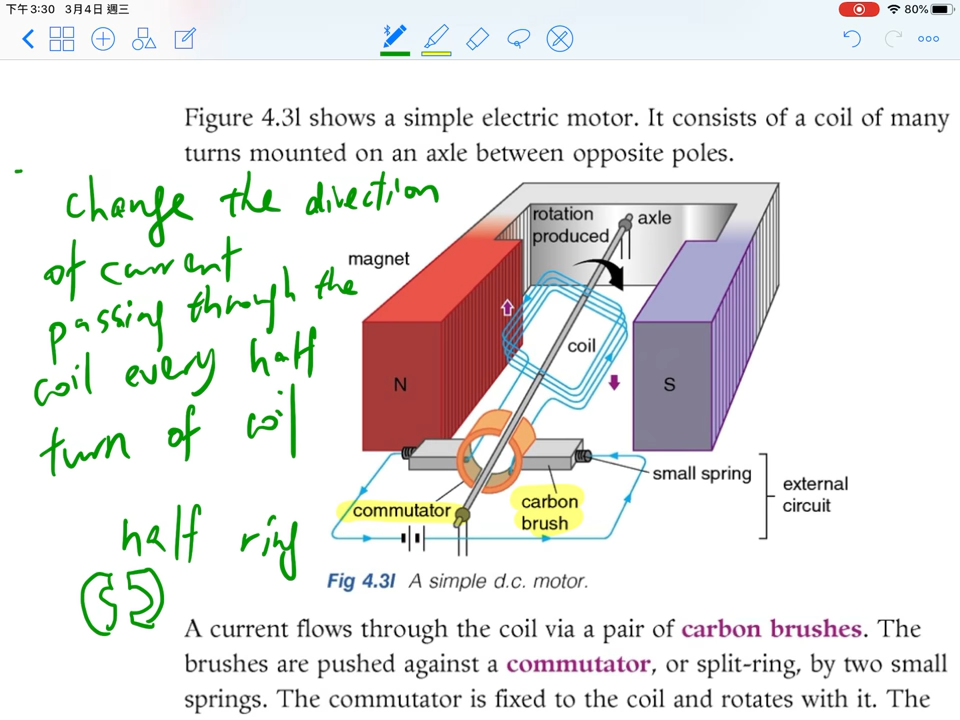 下午3:30 3月4日 週三
80%
Figure 4.3l shows a simple electric motor. It consists of a coil of many
turns mounted on an axle between opposite poles.
change the direction
of current
passing through the
coil every half
turn of coil
half ring
magnet
rotation
produced
axle
coil
N
S
small spring
commutator
carbon
brush
external
circuit
Fig 4.3l A simple d.c. motor.
A current flows through the coil via a pair of carbon brushes. The
brushes are pushed against a commutator, or split-ring, by two small
springs. The commutator is fixed to the coil and rotates with it. The